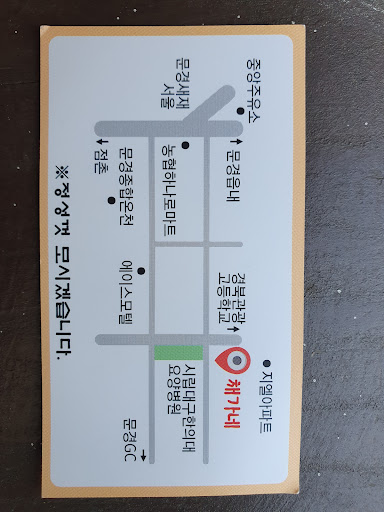 중앙주유소
지엘아파트
← 문경읍내
← 경북관광
고등학교
채가네
문경새재
서울
농협하나로마트
시립대구한의대
요양병원
에이스모텔
문경종합온천
문경GC →
← 점촌
※ 정성껏 모시겠습니다.